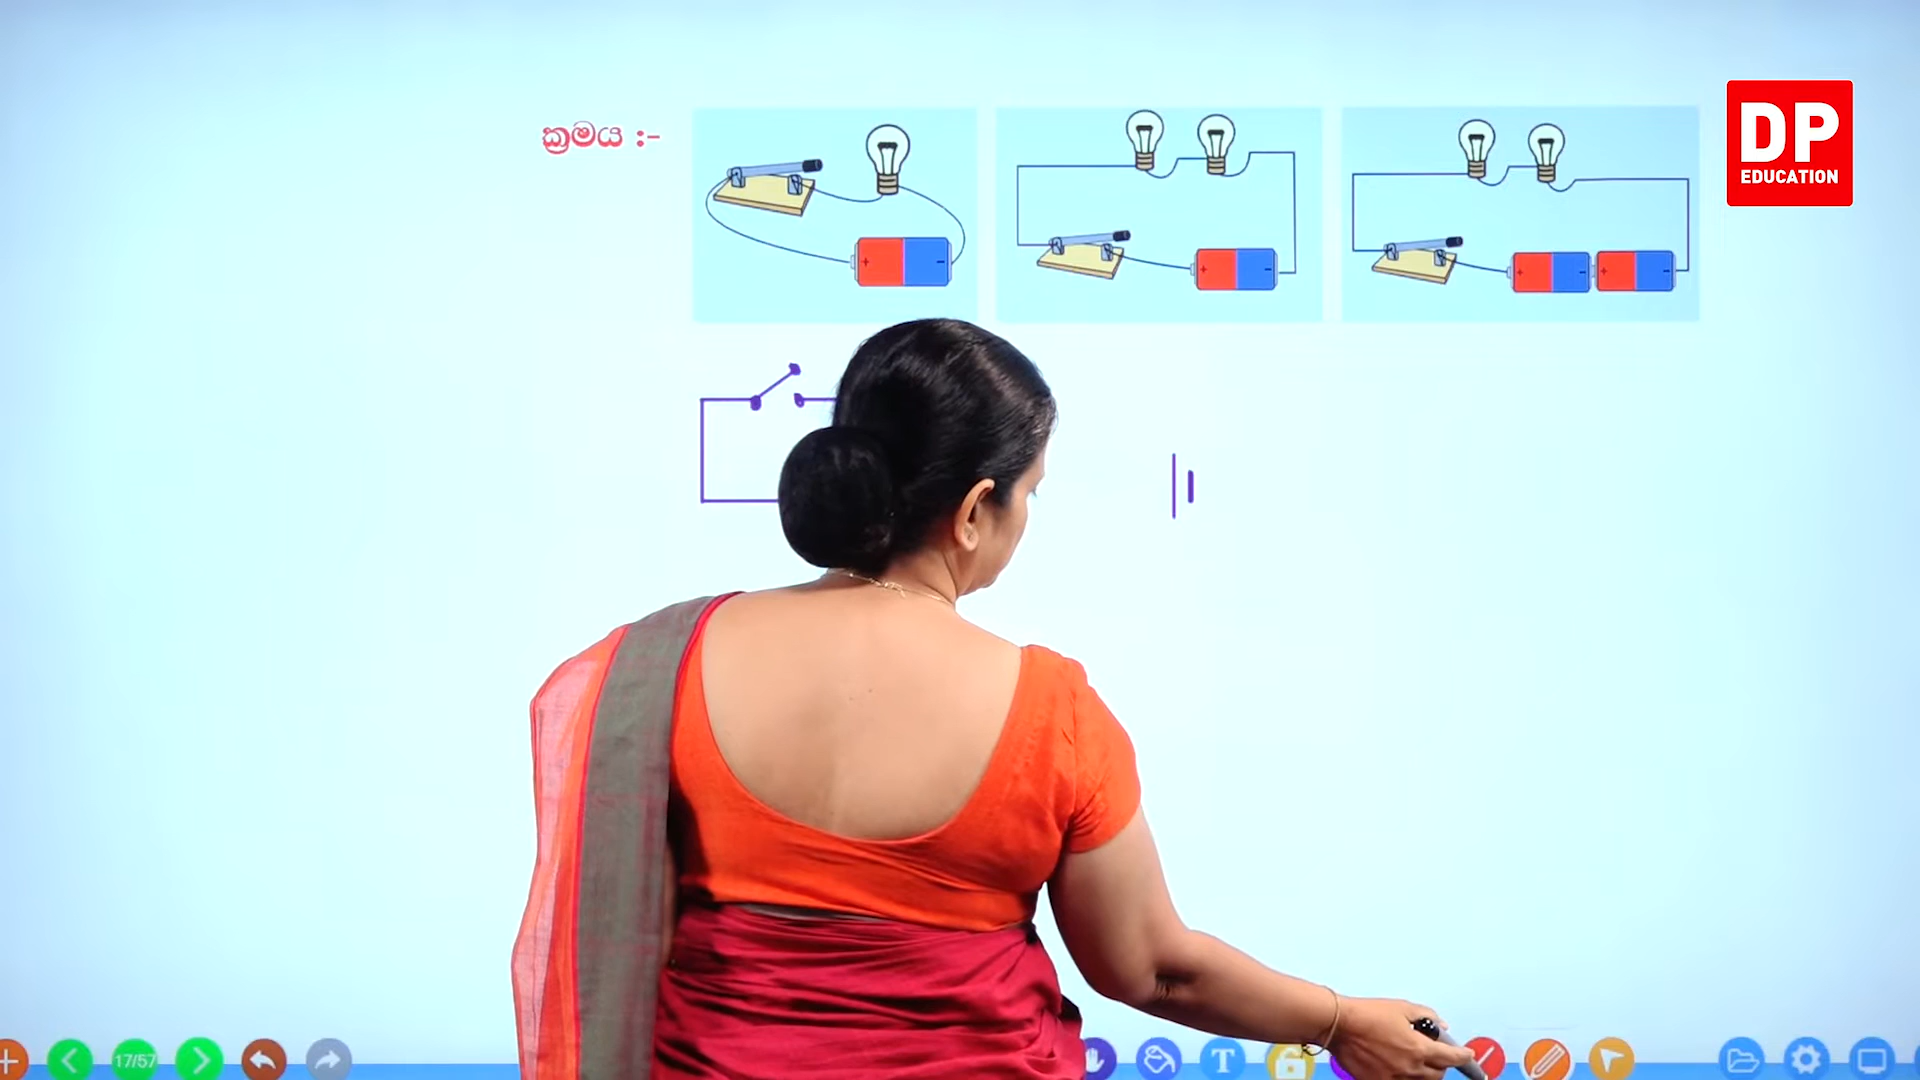 ක්‍රමය :-
DP
EDUCATION
+ -
+ -
+ - + -
17/57
T